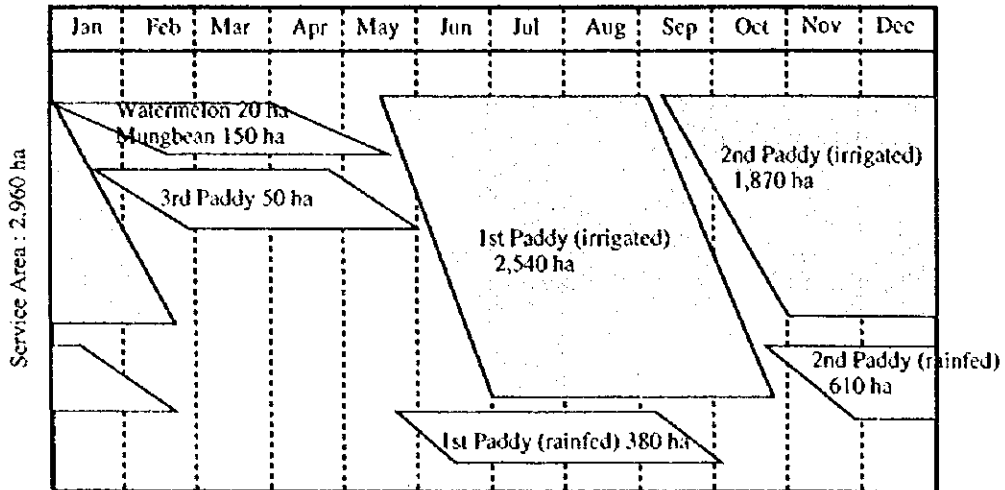 Jan Feb Mar Apr May Jun Jul Aug Sep Oct Nov Dec
Service Area : 2,960 ha
Watermelon 20 ha
Mungbean 150 ha
3rd Paddy 50 ha
1st Paddy (irrigated)
2,540 ha
2nd Paddy (irrigated)
1,870 ha
2nd Paddy (rainfed)
610 ha
1st Paddy (rainfed) 380 ha